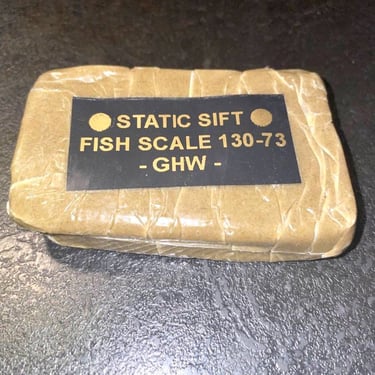 STATIC SIFT
FISH SCALE 130-73
- GHW -